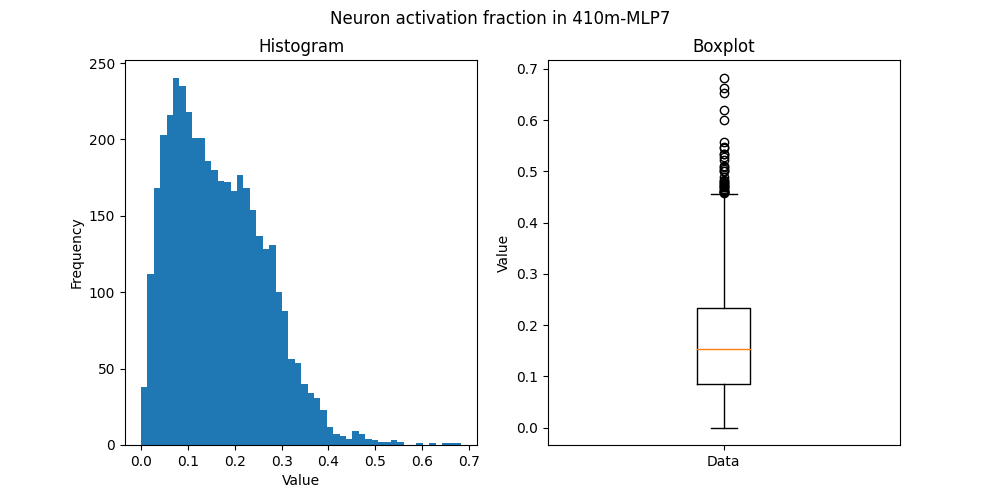 Neuron activation fraction in 410m-MLP7
Histogram
Frequency
250
200
150
100
50
0
0.0 0.1 0.2 0.3 0.4 0.5 0.6 0.7
Value
Boxplot
Value
0.7
0.6
0.5
0.4
0.3
0.2
0.1
0.0
Data